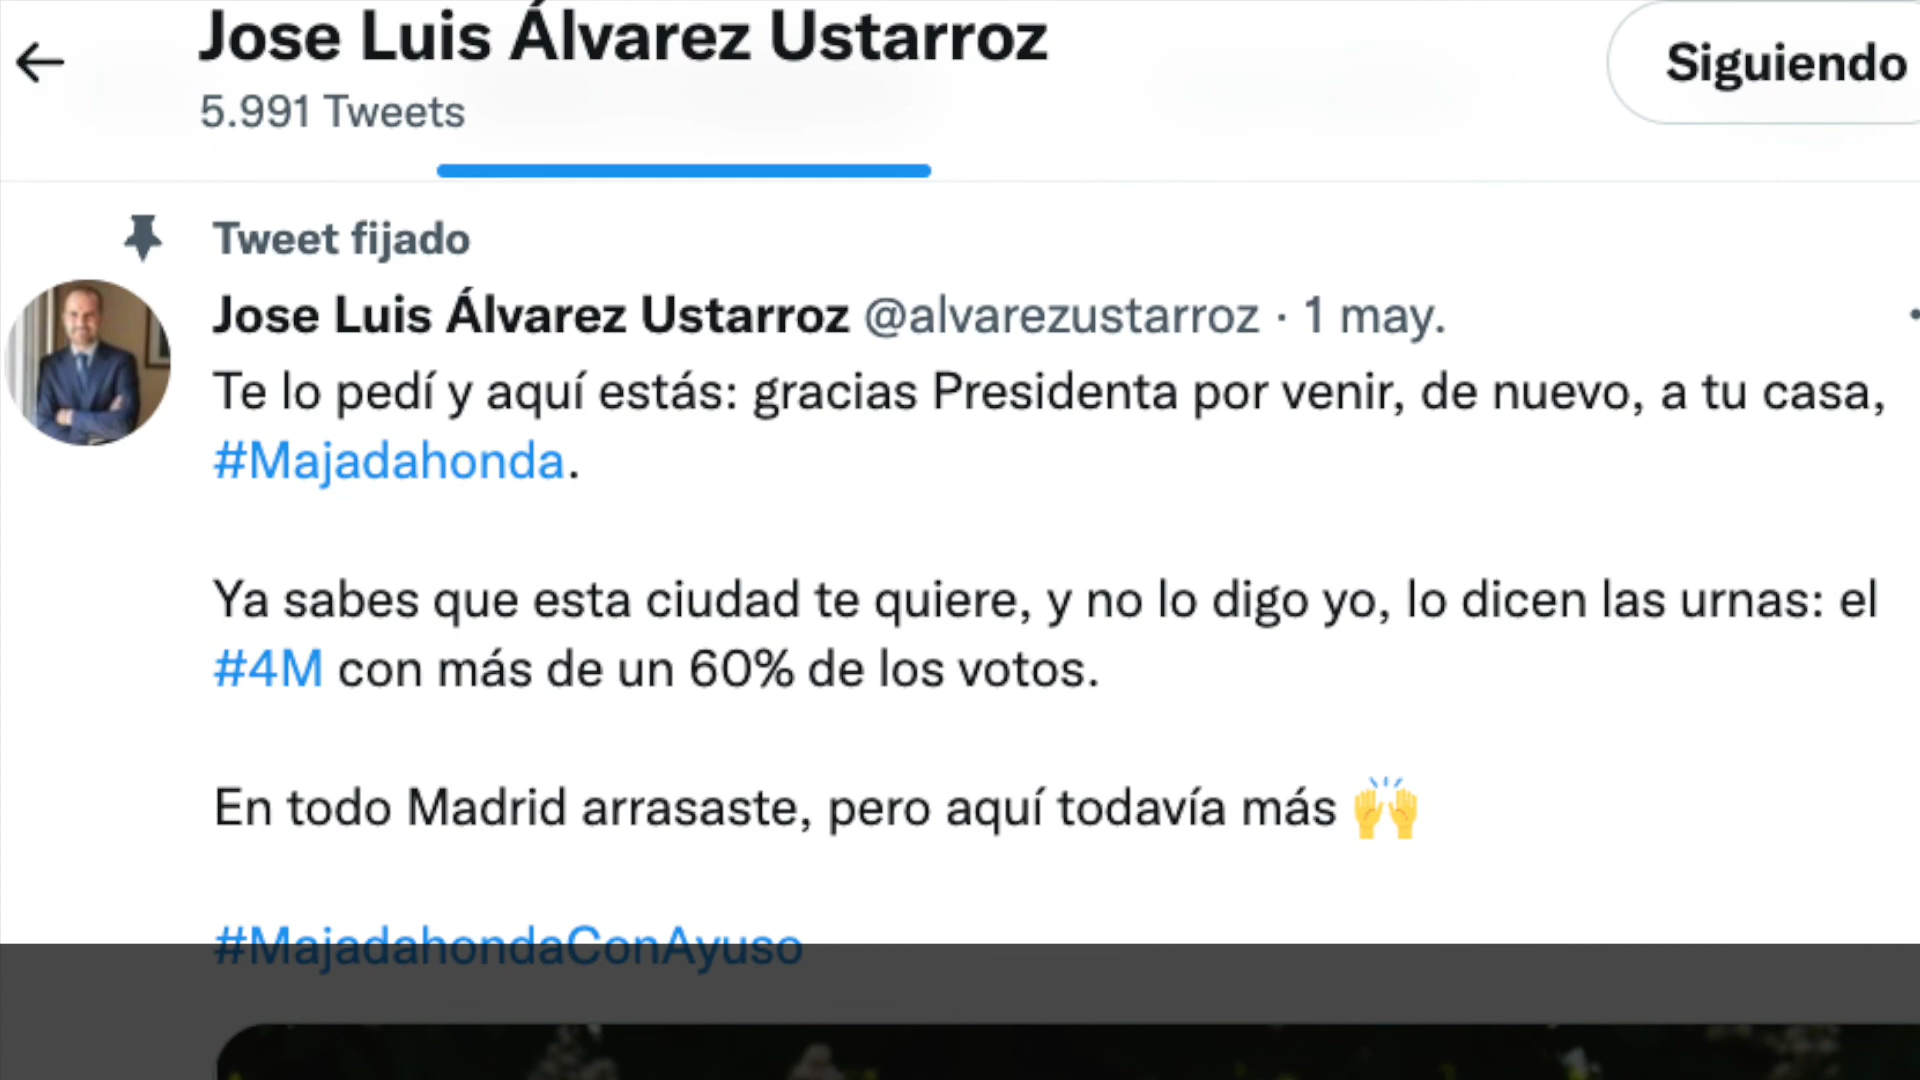 Jose Luis Álvarez Ustarroz
5.991 Tweets
Siguiendo
Tweet fijado
Jose Luis Álvarez Ustarroz @alvarezustarroz · 1 may.
Te lo pedí y aquí estás: gracias Presidenta por venir, de nuevo, a tu casa,
#Majadahonda.
Ya sabes que esta ciudad te quiere, y no lo digo yo, lo dicen las urnas: el
#4M con más de un 60% de los votos.
En todo Madrid arrasaste, pero aquí todavía más 🙌
#MajadahondaConAyuso